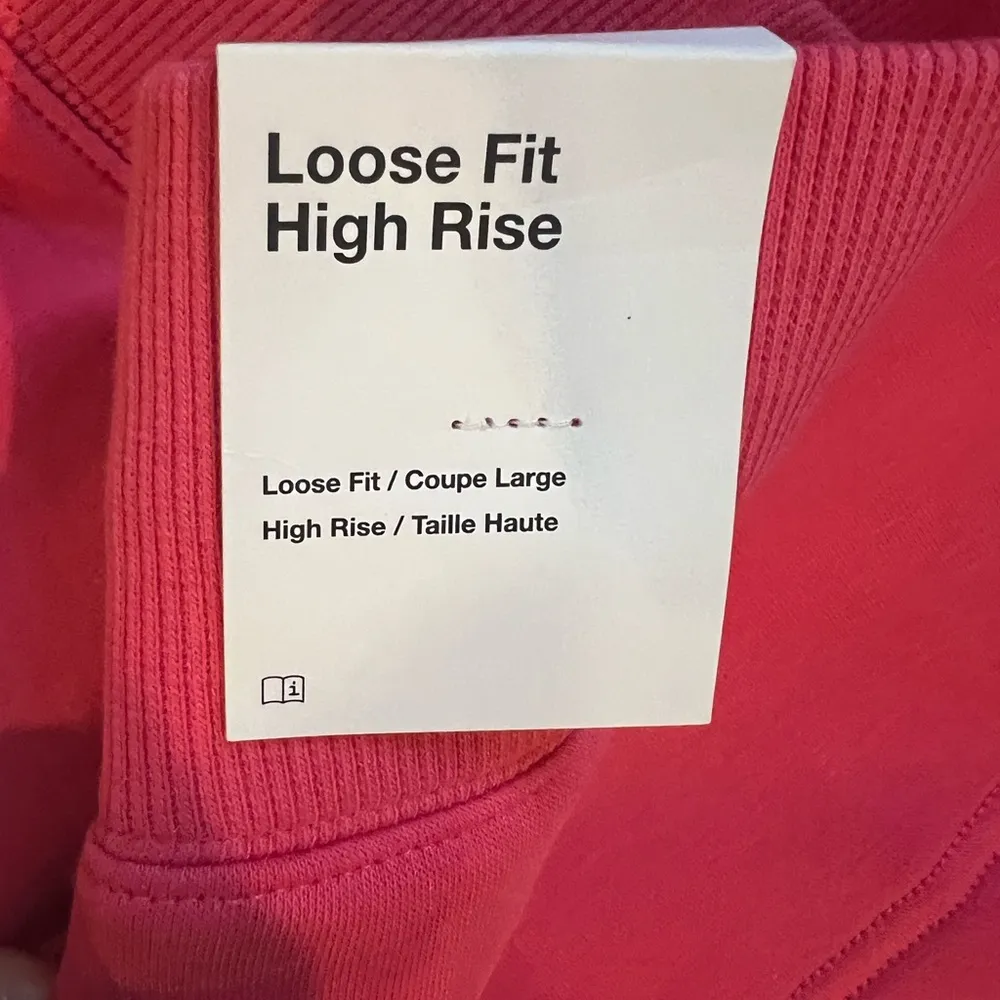 Loose Fit
High Rise
Loose Fit / Coupe Large
High Rise / Taille Haute
i